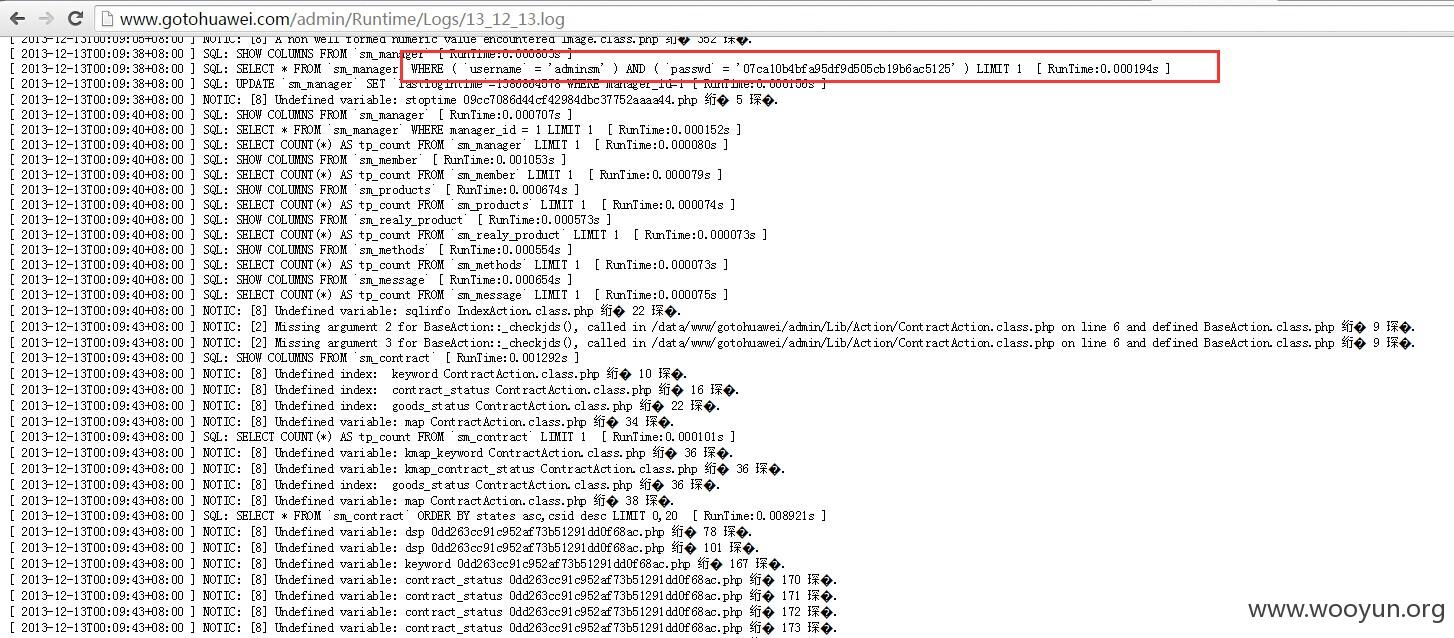 www.gotohuawei.com/admin/Runtime/Logs/13_12_13.log
[ 2013-12-13T00:09:05+08:00 ] NOTIC: [8] A non well formed numeric value encountered Image.class.php 绗� 352 琛�.
[ 2013-12-13T00:09:38+08:00 ] SQL: SHOW COLUMNS FROM `sm_manager` [ RunTime:0.000803s ]
[ 2013-12-13T00:09:38+08:00 ] SQL: SELECT * FROM `sm_manager` WHERE ( `username` = 'adminsm' ) AND ( `passwd` = '07ca10b4bfa95df9d505cb19b6ac5125' ) LIMIT 1 [ RunTime:0.000194s ]
[ 2013-12-13T00:09:38+08:00 ] SQL: UPDATE `sm_manager` SET `lastlogintime`=1386864578 WHERE manager_id=1 [ RunTime:0.000156s ]
[ 2013-12-13T00:09:40+08:00 ] NOTIC: [8] Undefined variable: stoptime 09cc7086d44cf42984dbc37752aaaa44.php 绗� 5 琛�.
[ 2013-12-13T00:09:40+08:00 ] SQL: SHOW COLUMNS FROM `sm_manager` [ RunTime:0.000707s ]
[ 2013-12-13T00:09:40+08:00 ] SQL: SELECT * FROM `sm_manager` WHERE manager_id = 1 LIMIT 1 [ RunTime:0.000152s ]
[ 2013-12-13T00:09:40+08:00 ] SQL: SELECT COUNT(*) AS tp_count FROM `sm_manager` LIMIT 1 [ RunTime:0.000080s ]
[ 2013-12-13T00:09:40+08:00 ] SQL: SHOW COLUMNS FROM `sm_member` [ RunTime:0.001053s ]
[ 2013-12-13T00:09:40+08:00 ] SQL: SELECT COUNT(*) AS tp_count FROM `sm_member` LIMIT 1 [ RunTime:0.000079s ]
[ 2013-12-13T00:09:40+08:00 ] SQL: SHOW COLUMNS FROM `sm_products` [ RunTime:0.000674s ]
[ 2013-12-13T00:09:40+08:00 ] SQL: SELECT COUNT(*) AS tp_count FROM `sm_products` LIMIT 1 [ RunTime:0.000074s ]
[ 2013-12-13T00:09:40+08:00 ] SQL: SHOW COLUMNS FROM `sm_realy_product` [ RunTime:0.000573s ]
[ 2013-12-13T00:09:40+08:00 ] SQL: SELECT COUNT(*) AS tp_count FROM `sm_realy_product` LIMIT 1 [ RunTime:0.000073s ]
[ 2013-12-13T00:09:40+08:00 ] SQL: SHOW COLUMNS FROM `sm_methods` [ RunTime:0.000554s ]
[ 2013-12-13T00:09:40+08:00 ] SQL: SELECT COUNT(*) AS tp_count FROM `sm_methods` LIMIT 1 [ RunTime:0.000073s ]
[ 2013-12-13T00:09:40+08:00 ] SQL: SHOW COLUMNS FROM `sm_message` [ RunTime:0.000654s ]
[ 2013-12-13T00:09:40+08:00 ] SQL: SELECT COUNT(*) AS tp_count FROM `sm_message` LIMIT 1 [ RunTime:0.000075s ]
[ 2013-12-13T00:09:40+08:00 ] NOTIC: [8] Undefined variable: sqlinfo IndexAction.class.php 绗� 22 琛�.
[ 2013-12-13T00:09:43+08:00 ] NOTIC: [2] Missing argument 2 for BaseAction::_checkjds(), called in /data/www/gotohuawei/admin/Lib/Action/ContractAction.class.php on line 6 and defined BaseAction.class.php 绗� 9 琛�.
[ 2013-12-13T00:09:43+08:00 ] NOTIC: [2] Missing argument 3 for BaseAction::_checkjds(), called in /data/www/gotohuawei/admin/Lib/Action/ContractAction.class.php on line 6 and defined BaseAction.class.php 绗� 9 琛�.
[ 2013-12-13T00:09:43+08:00 ] SQL: SHOW COLUMNS FROM `sm_contract` [ RunTime:0.001292s ]
[ 2013-12-13T00:09:43+08:00 ] NOTIC: [8] Undefined index: keyword ContractAction.class.php 绗� 10 琛�.
[ 2013-12-13T00:09:43+08:00 ] NOTIC: [8] Undefined index: contract_status ContractAction.class.php 绗� 16 琛�.
[ 2013-12-13T00:09:43+08:00 ] NOTIC: [8] Undefined index: goods_status ContractAction.class.php 绗� 22 琛�.
[ 2013-12-13T00:09:43+08:00 ] NOTIC: [8] Undefined variable: map ContractAction.class.php 绗� 34 琛�.
[ 2013-12-13T00:09:43+08:00 ] SQL: SELECT COUNT(*) AS tp_count FROM `sm_contract` LIMIT 1 [ RunTime:0.000101s ]
[ 2013-12-13T00:09:43+08:00 ] NOTIC: [8] Undefined variable: kmap_keyword ContractAction.class.php 绗� 36 琛�.
[ 2013-12-13T00:09:43+08:00 ] NOTIC: [8] Undefined variable: kmap_contract_status ContractAction.class.php 绗� 36 琛�.
[ 2013-12-13T00:09:43+08:00 ] NOTIC: [8] Undefined index: goods_status ContractAction.class.php 绗� 36 琛�.
[ 2013-12-13T00:09:43+08:00 ] NOTIC: [8] Undefined variable: map ContractAction.class.php 绗� 38 琛�.
[ 2013-12-13T00:09:43+08:00 ] SQL: SELECT * FROM `sm_contract` ORDER BY states asc,csid desc LIMIT 0,20 [ RunTime:0.008921s ]
[ 2013-12-13T00:09:43+08:00 ] NOTIC: [8] Undefined variable: dsp 0dd263cc91c952af73b51291dd0f68ac.php 绗� 78 琛�.
[ 2013-12-13T00:09:43+08:00 ] NOTIC: [8] Undefined variable: dsp 0dd263cc91c952af73b51291dd0f68ac.php 绗� 101 琛�.
[ 2013-12-13T00:09:43+08:00 ] NOTIC: [8] Undefined variable: keyword 0dd263cc91c952af73b51291dd0f68ac.php 绗� 167 琛�.
[ 2013-12-13T00:09:43+08:00 ] NOTIC: [8] Undefined variable: contract_status 0dd263cc91c952af73b51291dd0f68ac.php 绗� 170 琛�.
[ 2013-12-13T00:09:43+08:00 ] NOTIC: [8] Undefined variable: contract_status 0dd263cc91c952af73b51291dd0f68ac.php 绗� 171 琛�.
[ 2013-12-13T00:09:43+08:00 ] NOTIC: [8] Undefined variable: contract_status 0dd263cc91c952af73b51291dd0f68ac.php 绗� 172 琛�.
[ 2013-12-13T00:09:43+08:00 ] NOTIC: [8] Undefined variable: contract_status 0dd263cc91c952af73b51291dd0f68ac.php 绗� 173 琛�.
www.wooyun.org